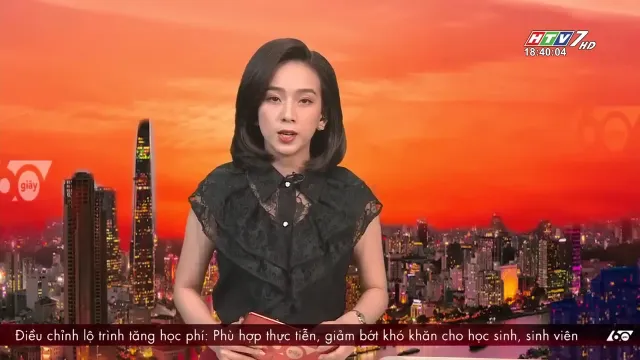 HTV7 HD
18:40:04
60 giây
Điều chỉnh lộ trình tăng học phí: Phù hợp thực tiễn, giảm bớt khó khăn cho học sinh, sinh viên
60